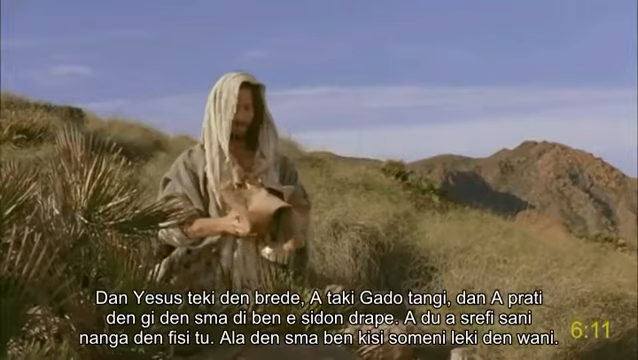 Dan Yesus teki den brede, A taki Gado tangi, dan A prati
den gi den sma di ben e sidon drape. A du a srefi sani
nanga den fisi tu. Ala den sma ben kisi someni leki den wani.
6:11